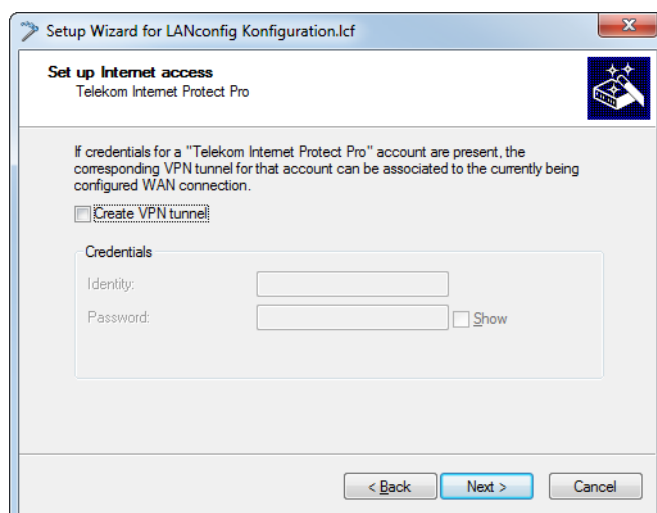 Setup Wizard for LANconfig Konfiguration.lcf
Set up Internet access
Telekom Internet Protect Pro
If credentials for a "Telekom Internet Protect Pro" account are present, the
corresponding VPN tunnel for that account can be associated to the currently being
configured WAN connection.
Create VPN tunnel
Credentials
Identity:
Password:
Show
< Back
Next >
Cancel